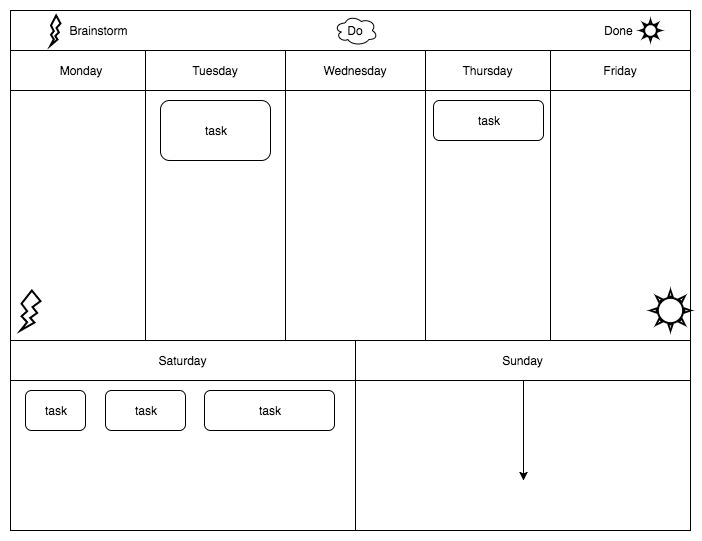 Brainstorm
Do
Done
Monday
Tuesday
Wednesday
Thursday
Friday
task
task
Saturday
Sunday
task
task
task